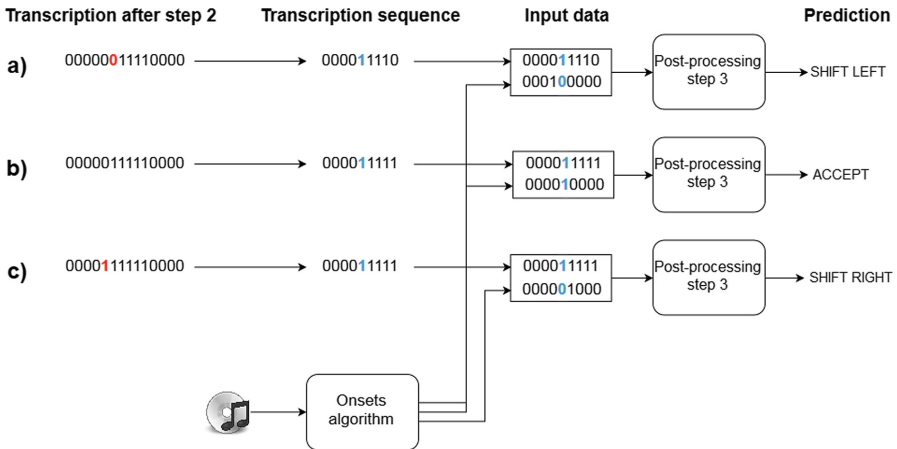 Transcription after step 2 Transcription sequence Input data Prediction
a) 00000011110000 000011110 000011110 Post-processing
000100000 step 3 SHIFT LEFT
b) 00000111110000 000011111 000011111 Post-processing
000010000 step 3 ACCEPT
c) 00001111110000 000011111 000011111 Post-processing
000001000 step 3 SHIFT RIGHT
Onsets
algorithm